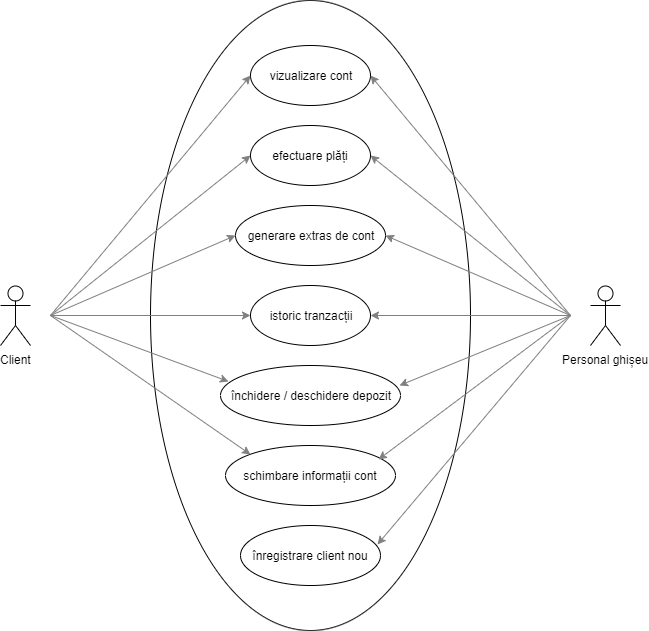 vizualizare cont
efectuare plăți
generare extras de cont
istoric tranzacții
Client
Personal ghișeu
închidere / deschidere depozit
schimbare informații cont
înregistrare client nou